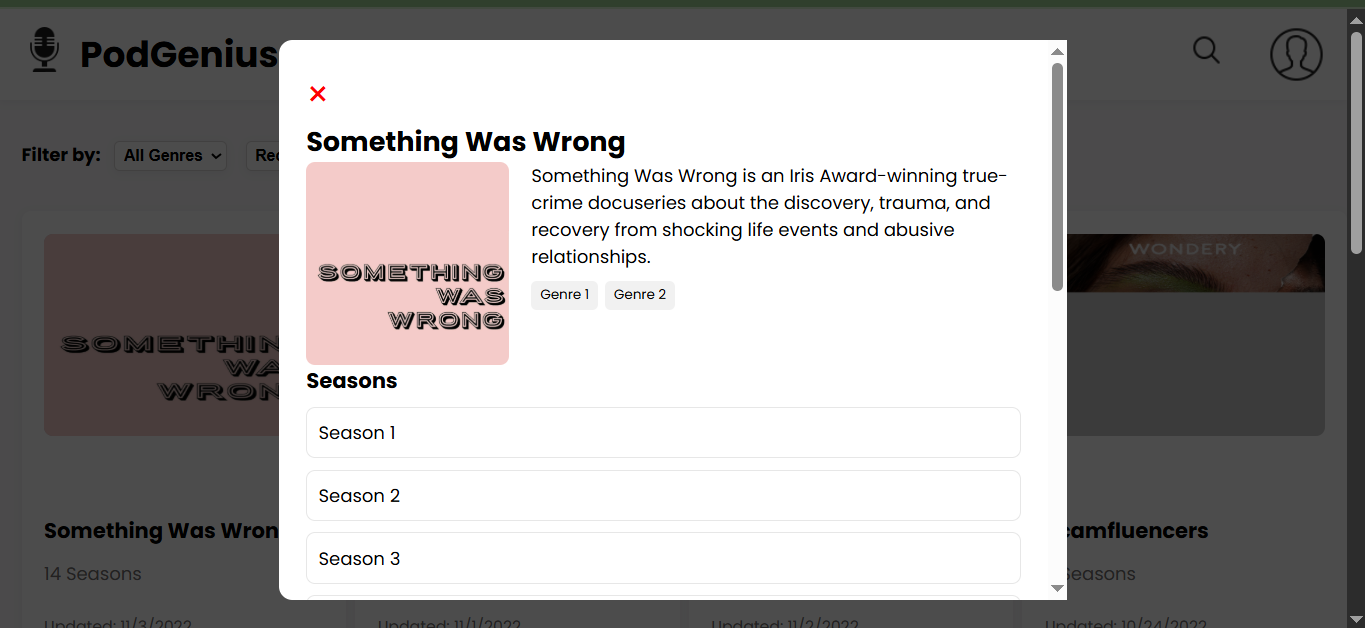 PodGenius
Filter by:
All Genres
Rec
×
Something Was Wrong
SOMETHING
WAS
WRONG
Something Was Wrong is an Iris Award-winning true-
crime docuseries about the discovery, trauma, and
recovery from shocking life events and abusive
relationships.
Genre 1
Genre 2
Seasons
Season 1
Season 2
Season 3
SOMETHIN
WA
WRON
WONDERY
Something Was Wron
camfluencers
14 Seasons
Seasons
Updated: 11/3/2022
Updated: 11/1/2022
Updated: 11/2/2022
Updated: 10/24/2022